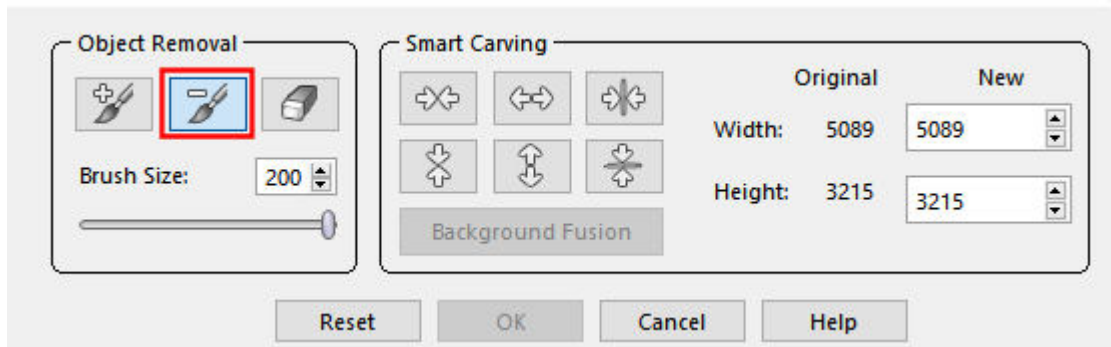 Object Removal
Brush Size: 200
Smart Carving
Original New
Width: 5089 5089
Height: 3215 3215
Background Fusion
Reset OK Cancel Help